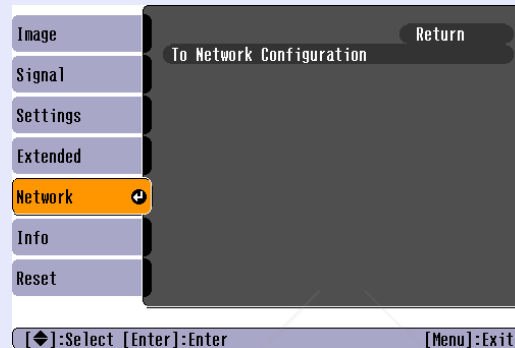 Image
Signal
Settings
Extended
Network
Info
Reset
Return
To Network Configuration
[◆]:Select [Enter]:Enter
[Menu]:Exit